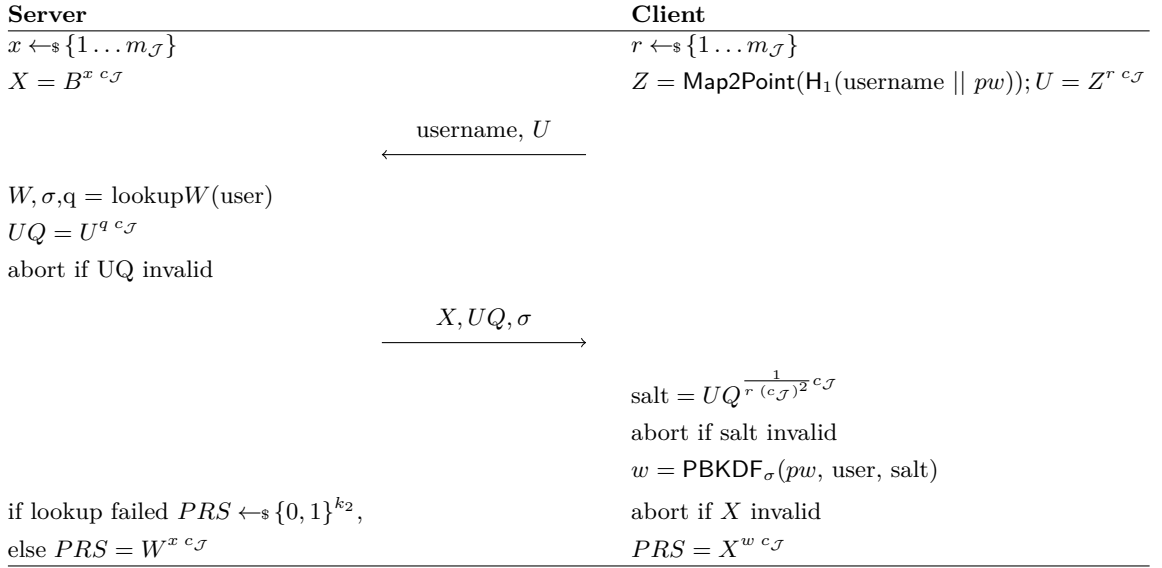 Server Client
x ←$ {1 … m_𝒥} r ←$ {1 … m_𝒥}
X = B^{x c_𝒥} Z = Map2Point(H_1(username || pw)); U = Z^{r c_𝒥}
username, U
W, σ,q = lookupW(user)
UQ = U^{q c_𝒥}
abort if UQ invalid
X, UQ, σ
salt = UQ^{\frac{1}{r (c_𝒥)^2} c_𝒥}
abort if salt invalid
w = PBKDF_σ(pw, user, salt)
if lookup failed PRS ←$ {0, 1}^{k_2}, abort if X invalid
else PRS = W^{x c_𝒥} PRS = X^{w c_𝒥}